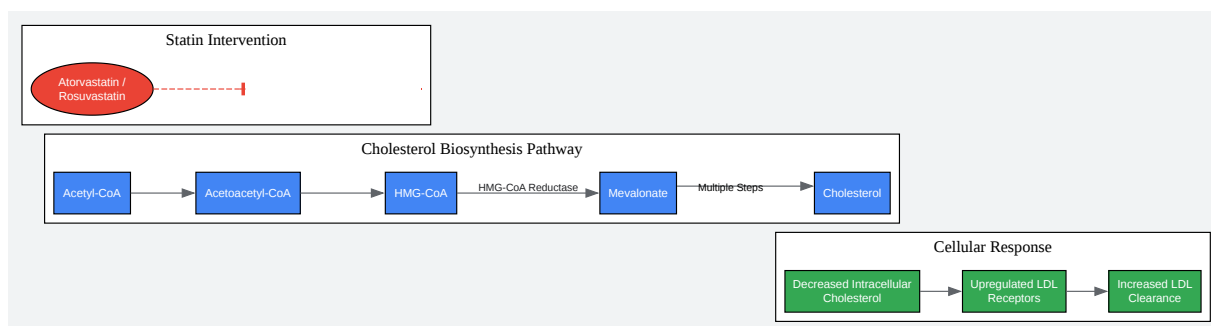 Statin Intervention
Atorvastatin /
Rosuvastatin
Cholesterol Biosynthesis Pathway
Acetyl-CoA
Acetoacetyl-CoA
HMG-CoA
HMG-CoA Reductase
Mevalonate
Multiple Steps
Cholesterol
Cellular Response
Decreased Intracellular
Cholesterol
Upregulated LDL
Receptors
Increased LDL
Clearance